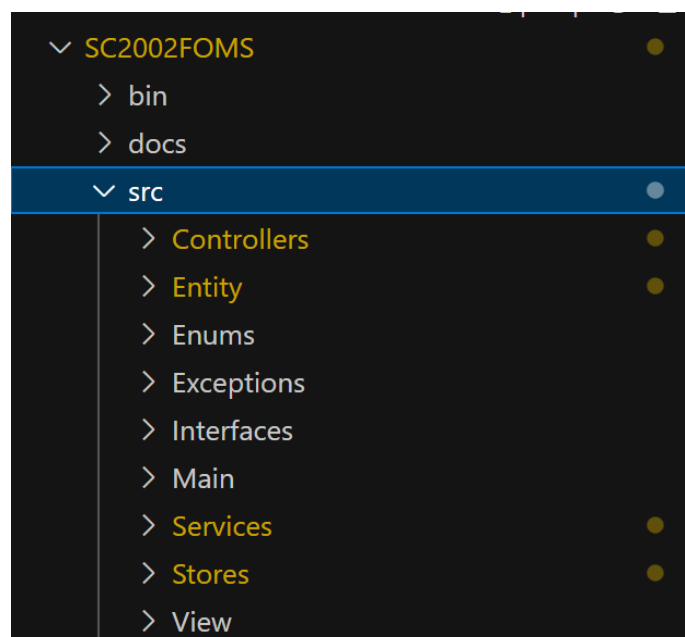 SC2002FOMS
bin
docs
src
Controllers
Entity
Enums
Exceptions
Interfaces
Main
Services
Stores
View